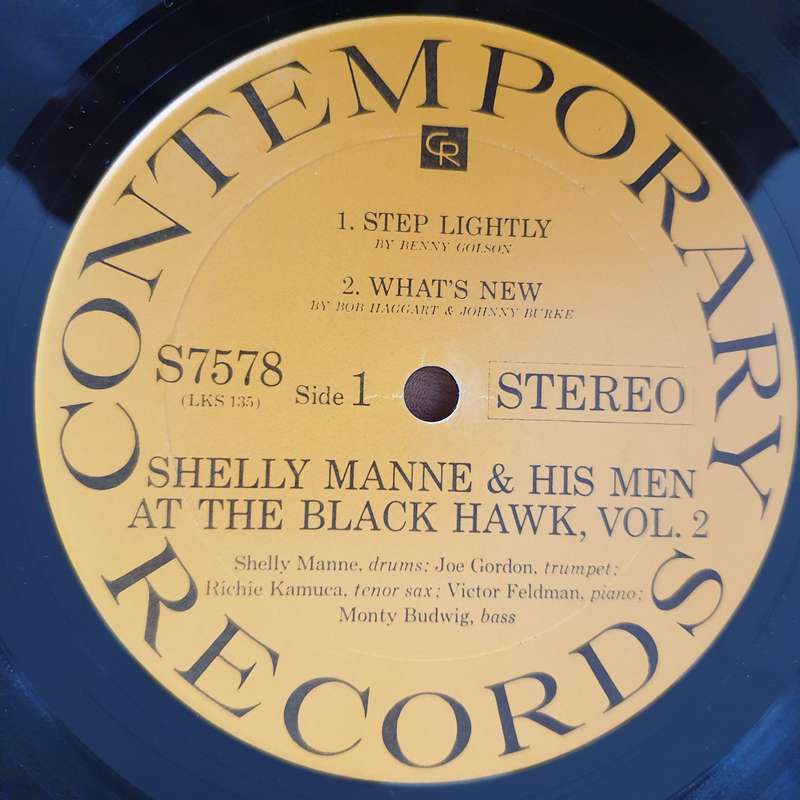 CONTEMPORARY
CR
1. STEP LIGHTLY
BY BENNY GOLSON
2. WHAT'S NEW
BY BOB HAGGART & JOHNNY BURKE
S7578
(LKS 135)
Side 1
STEREO
SHELLY MANNE & HIS MEN
AT THE BLACK HAWK, VOL. 2
Shelly Manne, drums; Joe Gordon, trumpet;
Richie Kamuca, tenor sax; Victor Feldman, piano;
Monty Budwig, bass
RECORDS